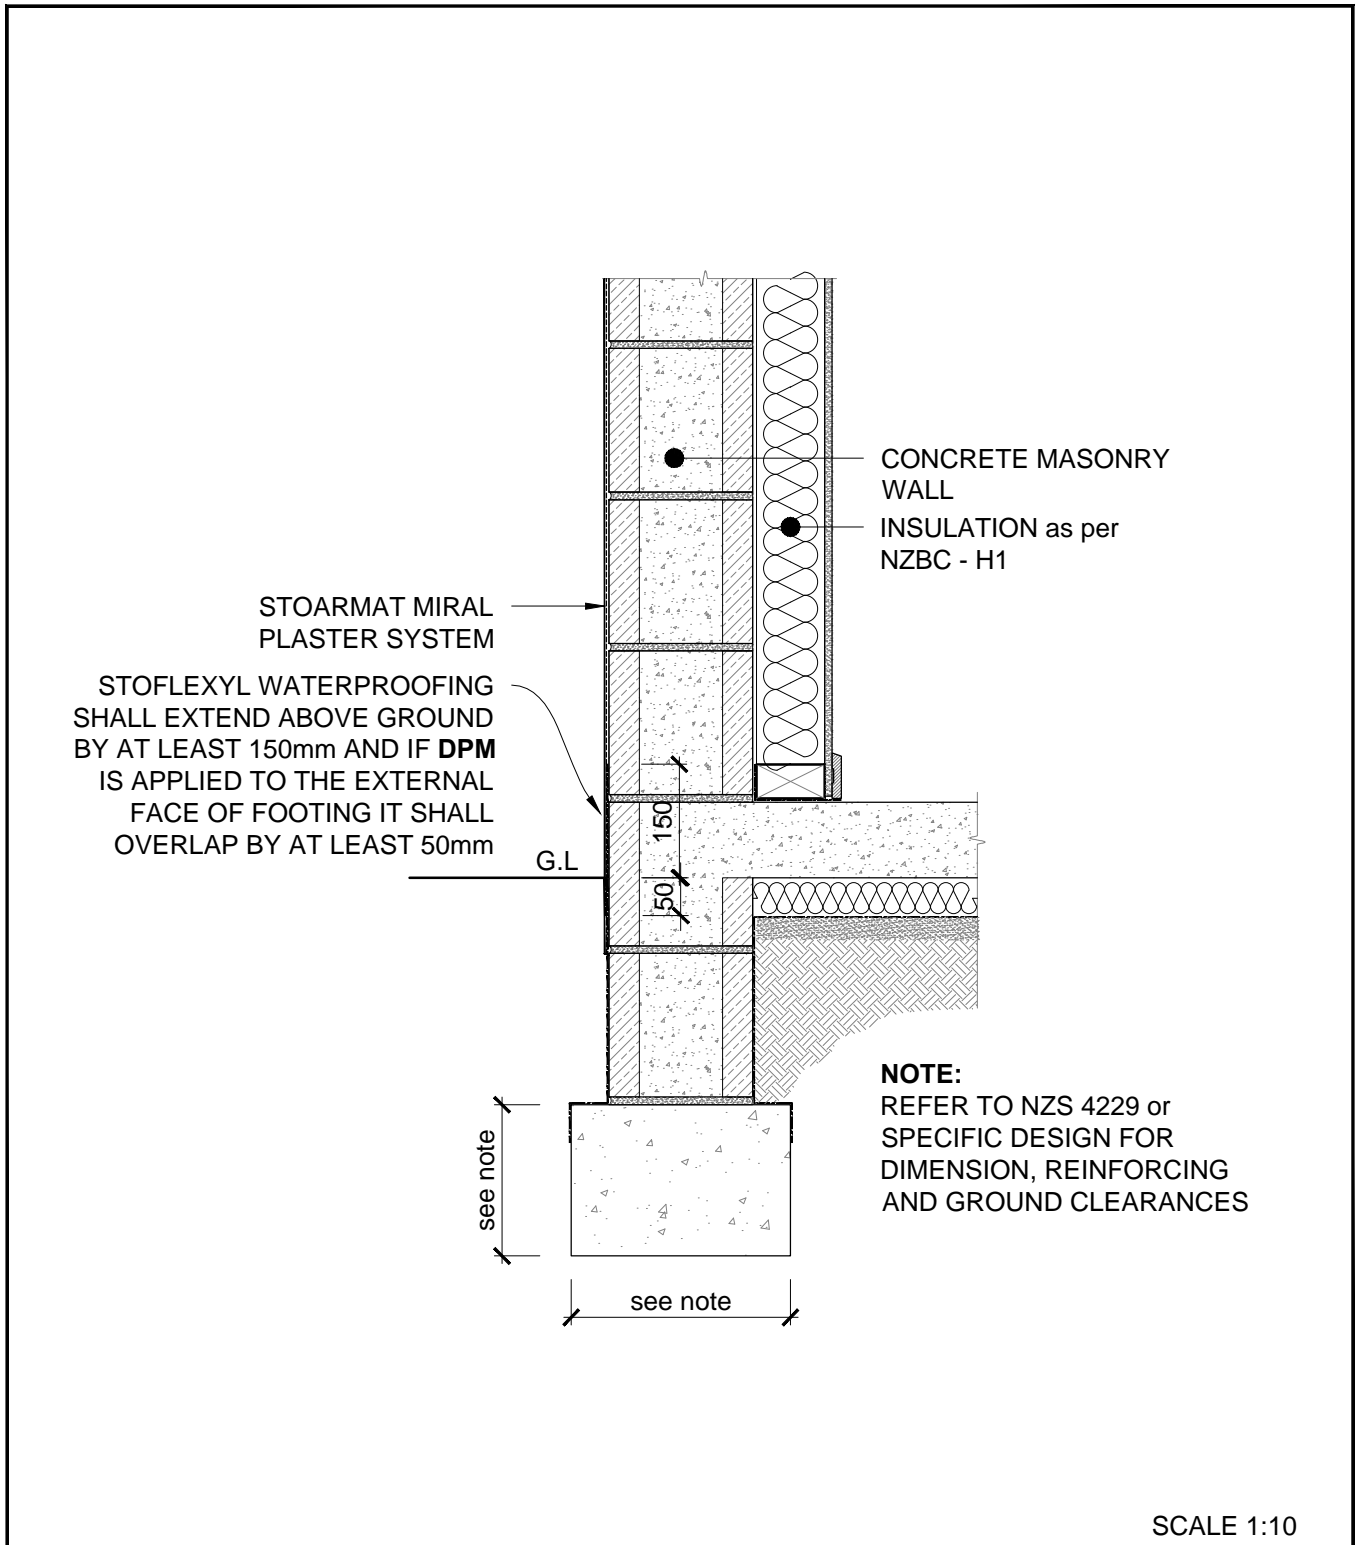 CONCRETE MASONRY
WALL
INSULATION as per
NZBC - H1
STOARMAT MIRAL
PLASTER SYSTEM
STOFLEXYL WATERPROOFING
SHALL EXTEND ABOVE GROUND
BY AT LEAST 150mm AND IF DPM
IS APPLIED TO THE EXTERNAL
FACE OF FOOTING IT SHALL
OVERLAP BY AT LEAST 50mm
150
G.L
50
NOTE:
REFER TO NZS 4229 or
SPECIFIC DESIGN FOR
DIMENSION, REINFORCING
AND GROUND CLEARANCES
see note
see note
SCALE 1:10